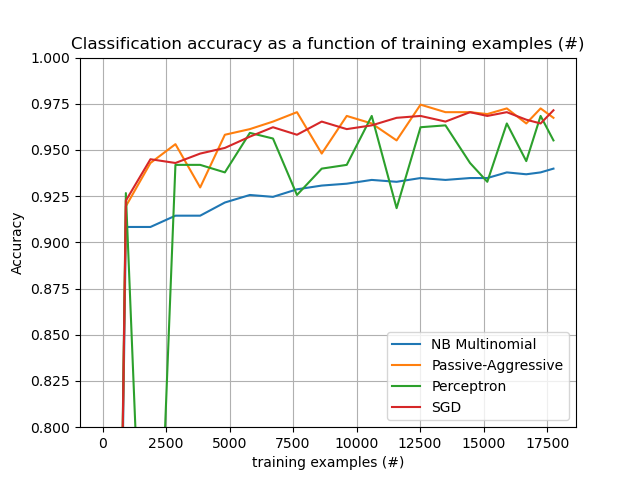 Classification accuracy as a function of training examples (#)
1.000
0.975
0.950
0.925
0.900
0.875
0.850
0.825
0.800
Accuracy
NB Multinomial
Passive-Aggressive
Perceptron
SGD
0 2500 5000 7500 10000 12500 15000 17500
training examples (#)